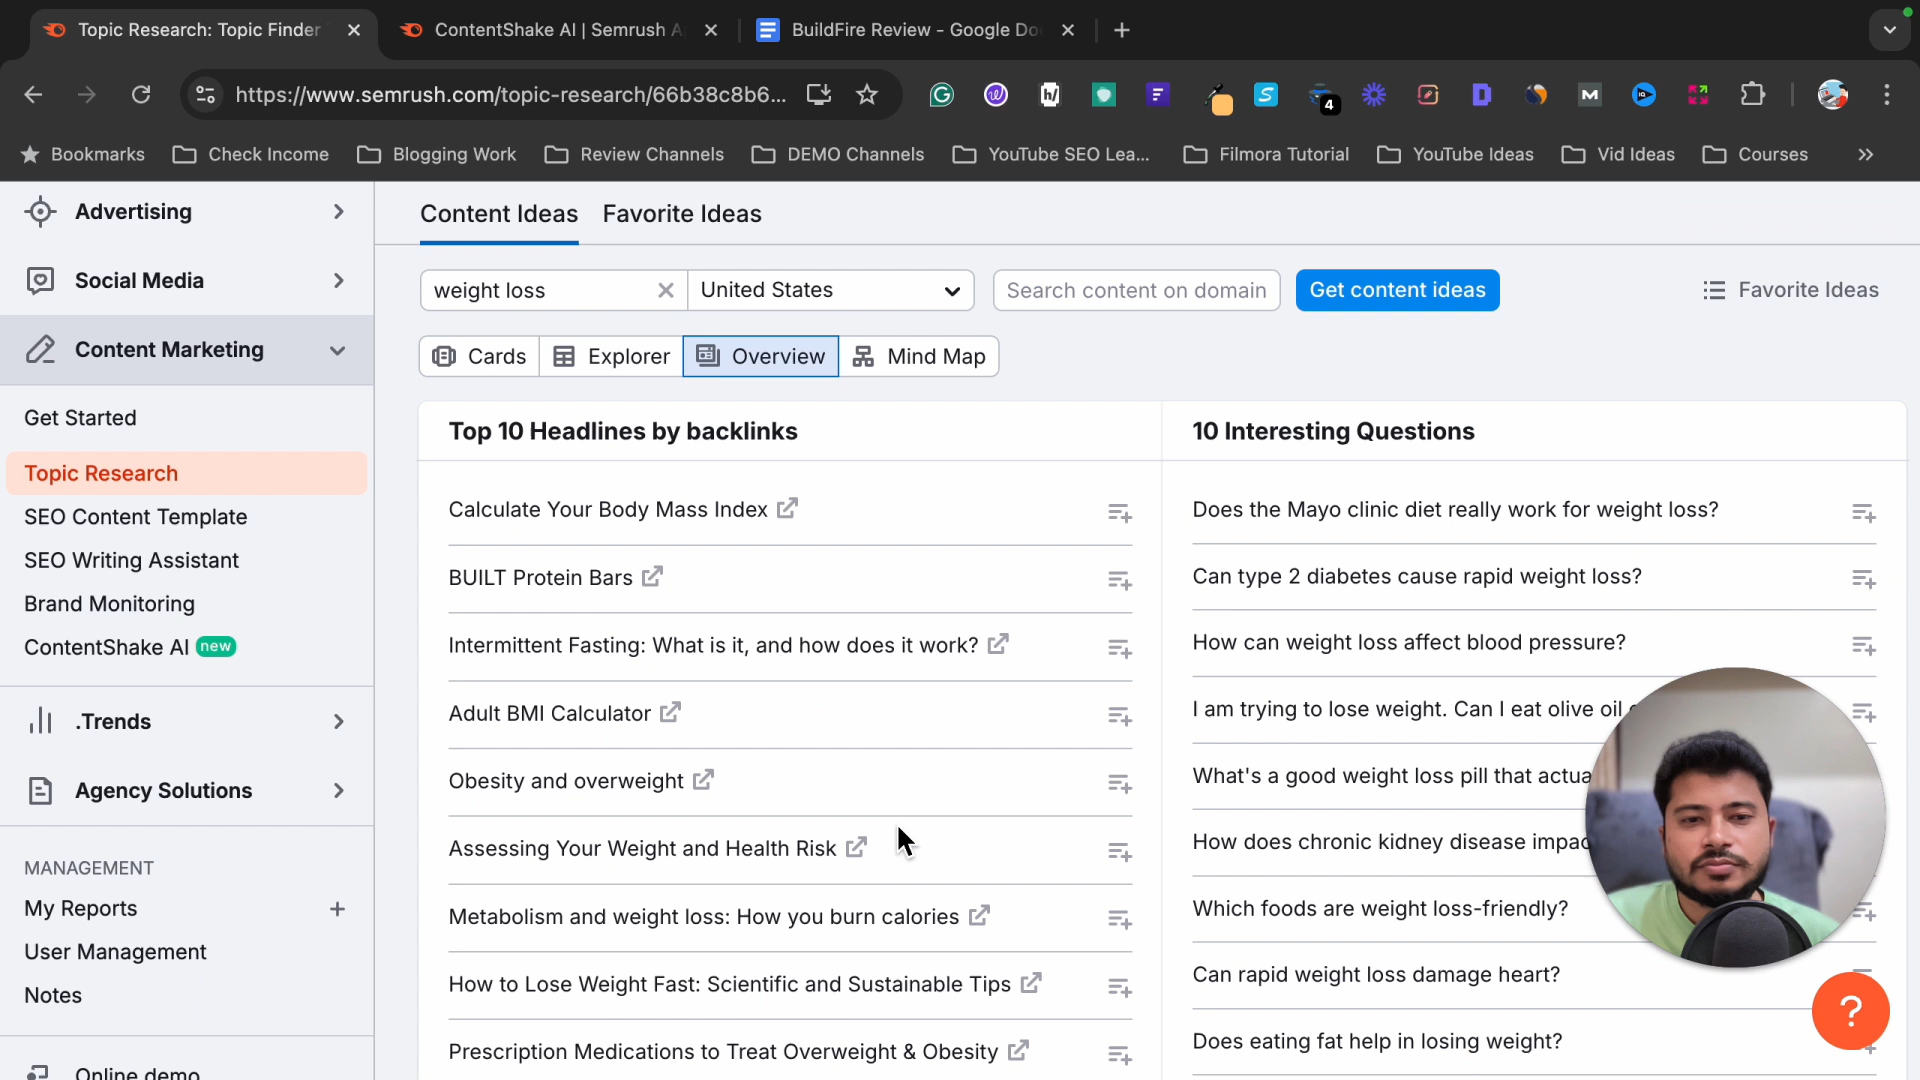 Topic Research: Topic Finder
ContentShake AI | Semrush A
BuildFire Review - Google Do
https://www.semrush.com/topic-research/66b38c8b6...
4
Bookmarks
Check Income
Blogging Work
Review Channels
DEMO Channels
YouTube SEO Lea...
Filmora Tutorial
YouTube Ideas
Vid Ideas
Courses
Advertising
Social Media
Content Marketing
Get Started
Topic Research
SEO Content Template
SEO Writing Assistant
Brand Monitoring
ContentShake AI new
.Trends
Agency Solutions
MANAGEMENT
My Reports
User Management
Notes
Online demo
Content Ideas
Favorite Ideas
weight loss
United States
Search content on domain
Get content ideas
Favorite Ideas
Cards
Explorer
Overview
Mind Map
Top 10 Headlines by backlinks
Calculate Your Body Mass Index
BUILT Protein Bars
Intermittent Fasting: What is it, and how does it work?
Adult BMI Calculator
Obesity and overweight
Assessing Your Weight and Health Risk
Metabolism and weight loss: How you burn calories
How to Lose Weight Fast: Scientific and Sustainable Tips
Prescription Medications to Treat Overweight & Obesity
10 Interesting Questions
Does the Mayo clinic diet really work for weight loss?
Can type 2 diabetes cause rapid weight loss?
How can weight loss affect blood pressure?
I am trying to lose weight. Can I eat olive oil
What's a good weight loss pill that actua
How does chronic kidney disease impac
Which foods are weight loss-friendly?
Can rapid weight loss damage heart?
Does eating fat help in losing weight?
?